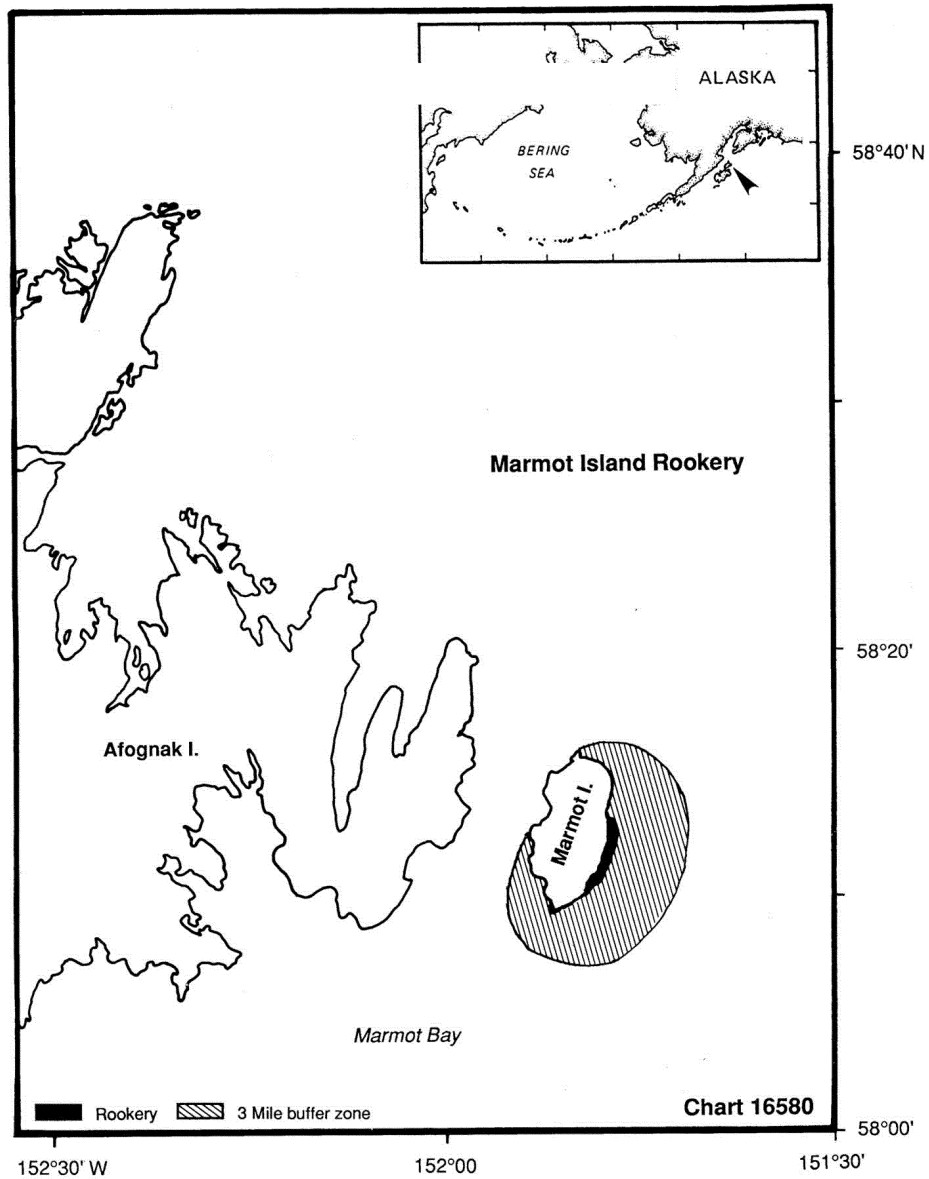 ALASKA
BERING
SEA
58°40' N
Marmot Island Rookery
58°20'
Afognak I.
Marmot I.
Marmot Bay
Rookery 3 Mile buffer zone
Chart 16580
58°00'
152°30' W 152°00 151°30'